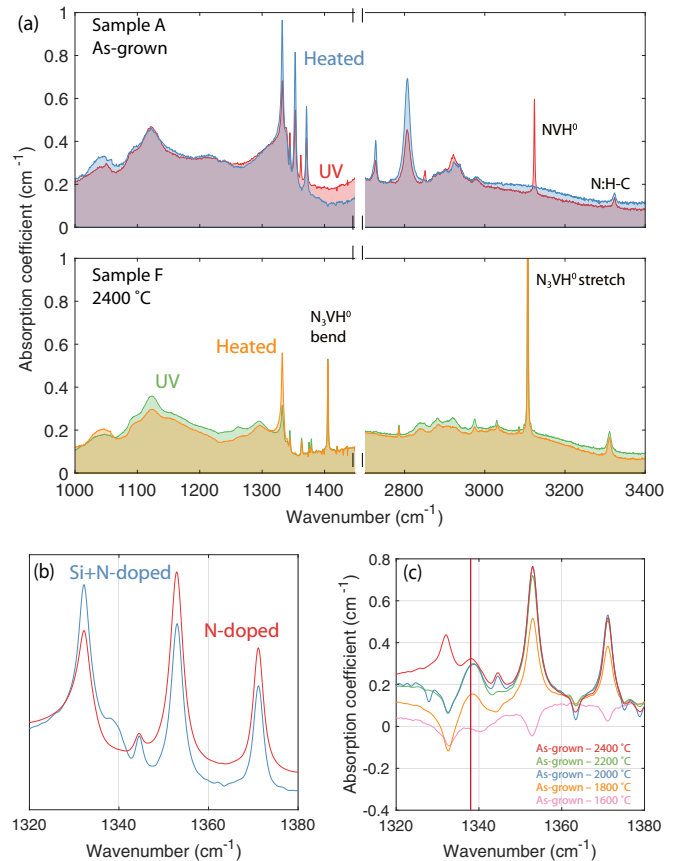 (a)
Sample A
As-grown
Heated
UV
NVH⁰
N:H-C
1
0.8
0.6
0.4
0.2
0
Absorption coefficient (cm⁻¹)
Sample F
2400 ˚C
UV
Heated
N₃VH⁰
bend
N₃VH⁰ stretch
1
0.8
0.6
0.4
0.2
0
1000 1100 1200 1300 1400 2800 3000 3200 3400
Wavenumber (cm⁻¹) Wavenumber (cm⁻¹)
(b)
Si+N-doped
N-doped
1320 1340 1360 1380
Wavenumber (cm⁻¹)
(c)
Absorption coefficient (cm⁻¹)
0.8
0.6
0.4
0.2
0
-0.4
As-grown – 2400 ˚C
As-grown – 2200 ˚C
As-grown – 2000 ˚C
As-grown – 1800 ˚C
As-grown – 1600 ˚C
1320 1340 1360 1380
Wavenumber (cm⁻¹)